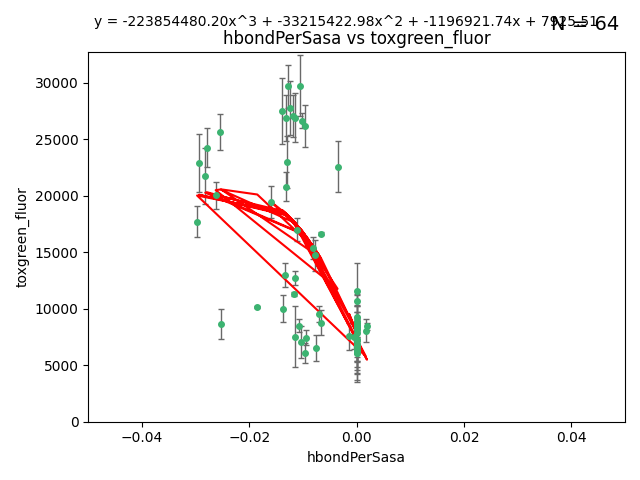 y = -223854480.20x^3 + -33215422.98x^2 + -1196921.74x + 7925.51
N = 64
hbondPerSasa vs toxgreen_fluor
30000
25000
20000
15000
10000
5000
0
toxgreen_fluor
−0.04
−0.02
0.00
0.02
0.04
hbondPerSasa